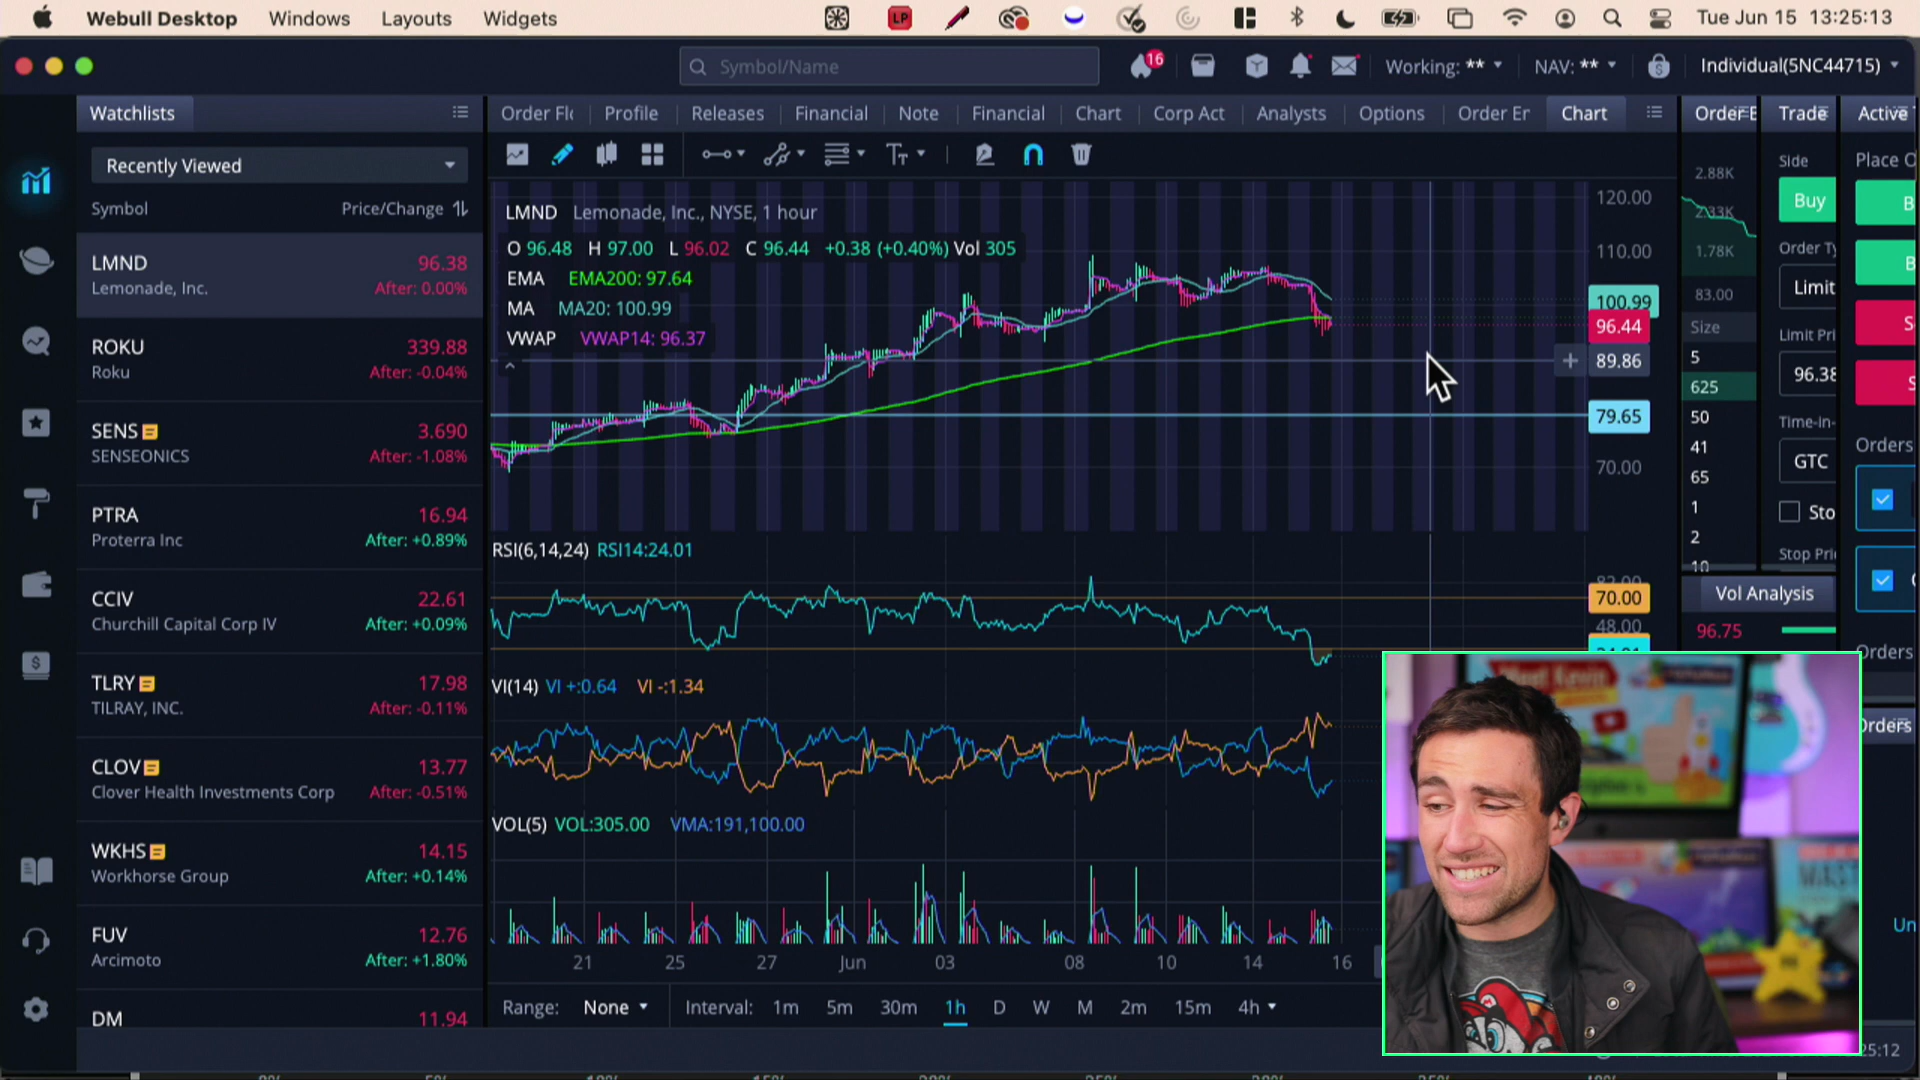 Webull Desktop Windows Layouts Widgets LP Tue Jun 15 13:25:13
Symbol/Name 16 Working: ** NAV: ** Individual(5NC44715)
Watchlists
Order Flo Profile Releases Financial Note Financial Chart Corp Act Analysts Options Order Er Chart
Trade Active
Recently Viewed
Symbol Price/Change
LMND 96.38
Lemonade, Inc. After: 0.00%
ROKU 339.88
Roku After: -0.04%
SENS 3.690
SENSEONICS After: -1.08%
PTRA 16.94
Proterra Inc After: +0.89%
CCIV 22.61
Churchill Capital Corp IV After: +0.09%
TLRY 17.98
TILRAY, INC. After: -0.11%
CLOV 13.77
Clover Health Investments Corp After: -0.51%
WKHS 14.15
Workhorse Group After: +0.14%
FUV 12.76
Arcimoto After: +1.80%
DM 11.94
LMND Lemonade, Inc., NYSE, 1 hour
O 96.48 H 97.00 L 96.02 C 96.44 +0.38 (+0.40%) Vol 305
EMA EMA200: 97.64
MA MA20: 100.99
VWAP VWAP14: 96.37
120.00
110.00
100.99
96.44
89.86
79.65
70.00
RSI(6,14,24) RSI14:24.01
70.00
48.00
VI(14) VI +:0.64 VI -:1.34
VOL(5) VOL:305.00 VMA:191,100.00
21 25 27 Jun 03 08 10 14 16
Range: None Interval: 1m 5m 30m 1h D W M 2m 15m 4h
2.88K
2.33K
1.78K
83.00
Size
5
625
50
41
65
1
2
10
Vol Analysis
96.75
Side
Buy
Order Ty
Limit
Limit Pri
96.38
Time-In-
GTC
Sto
Stop Pri
Place O
B
B
S
S
Orders
Orders
Orders
Un
Meet Kevin
25:12